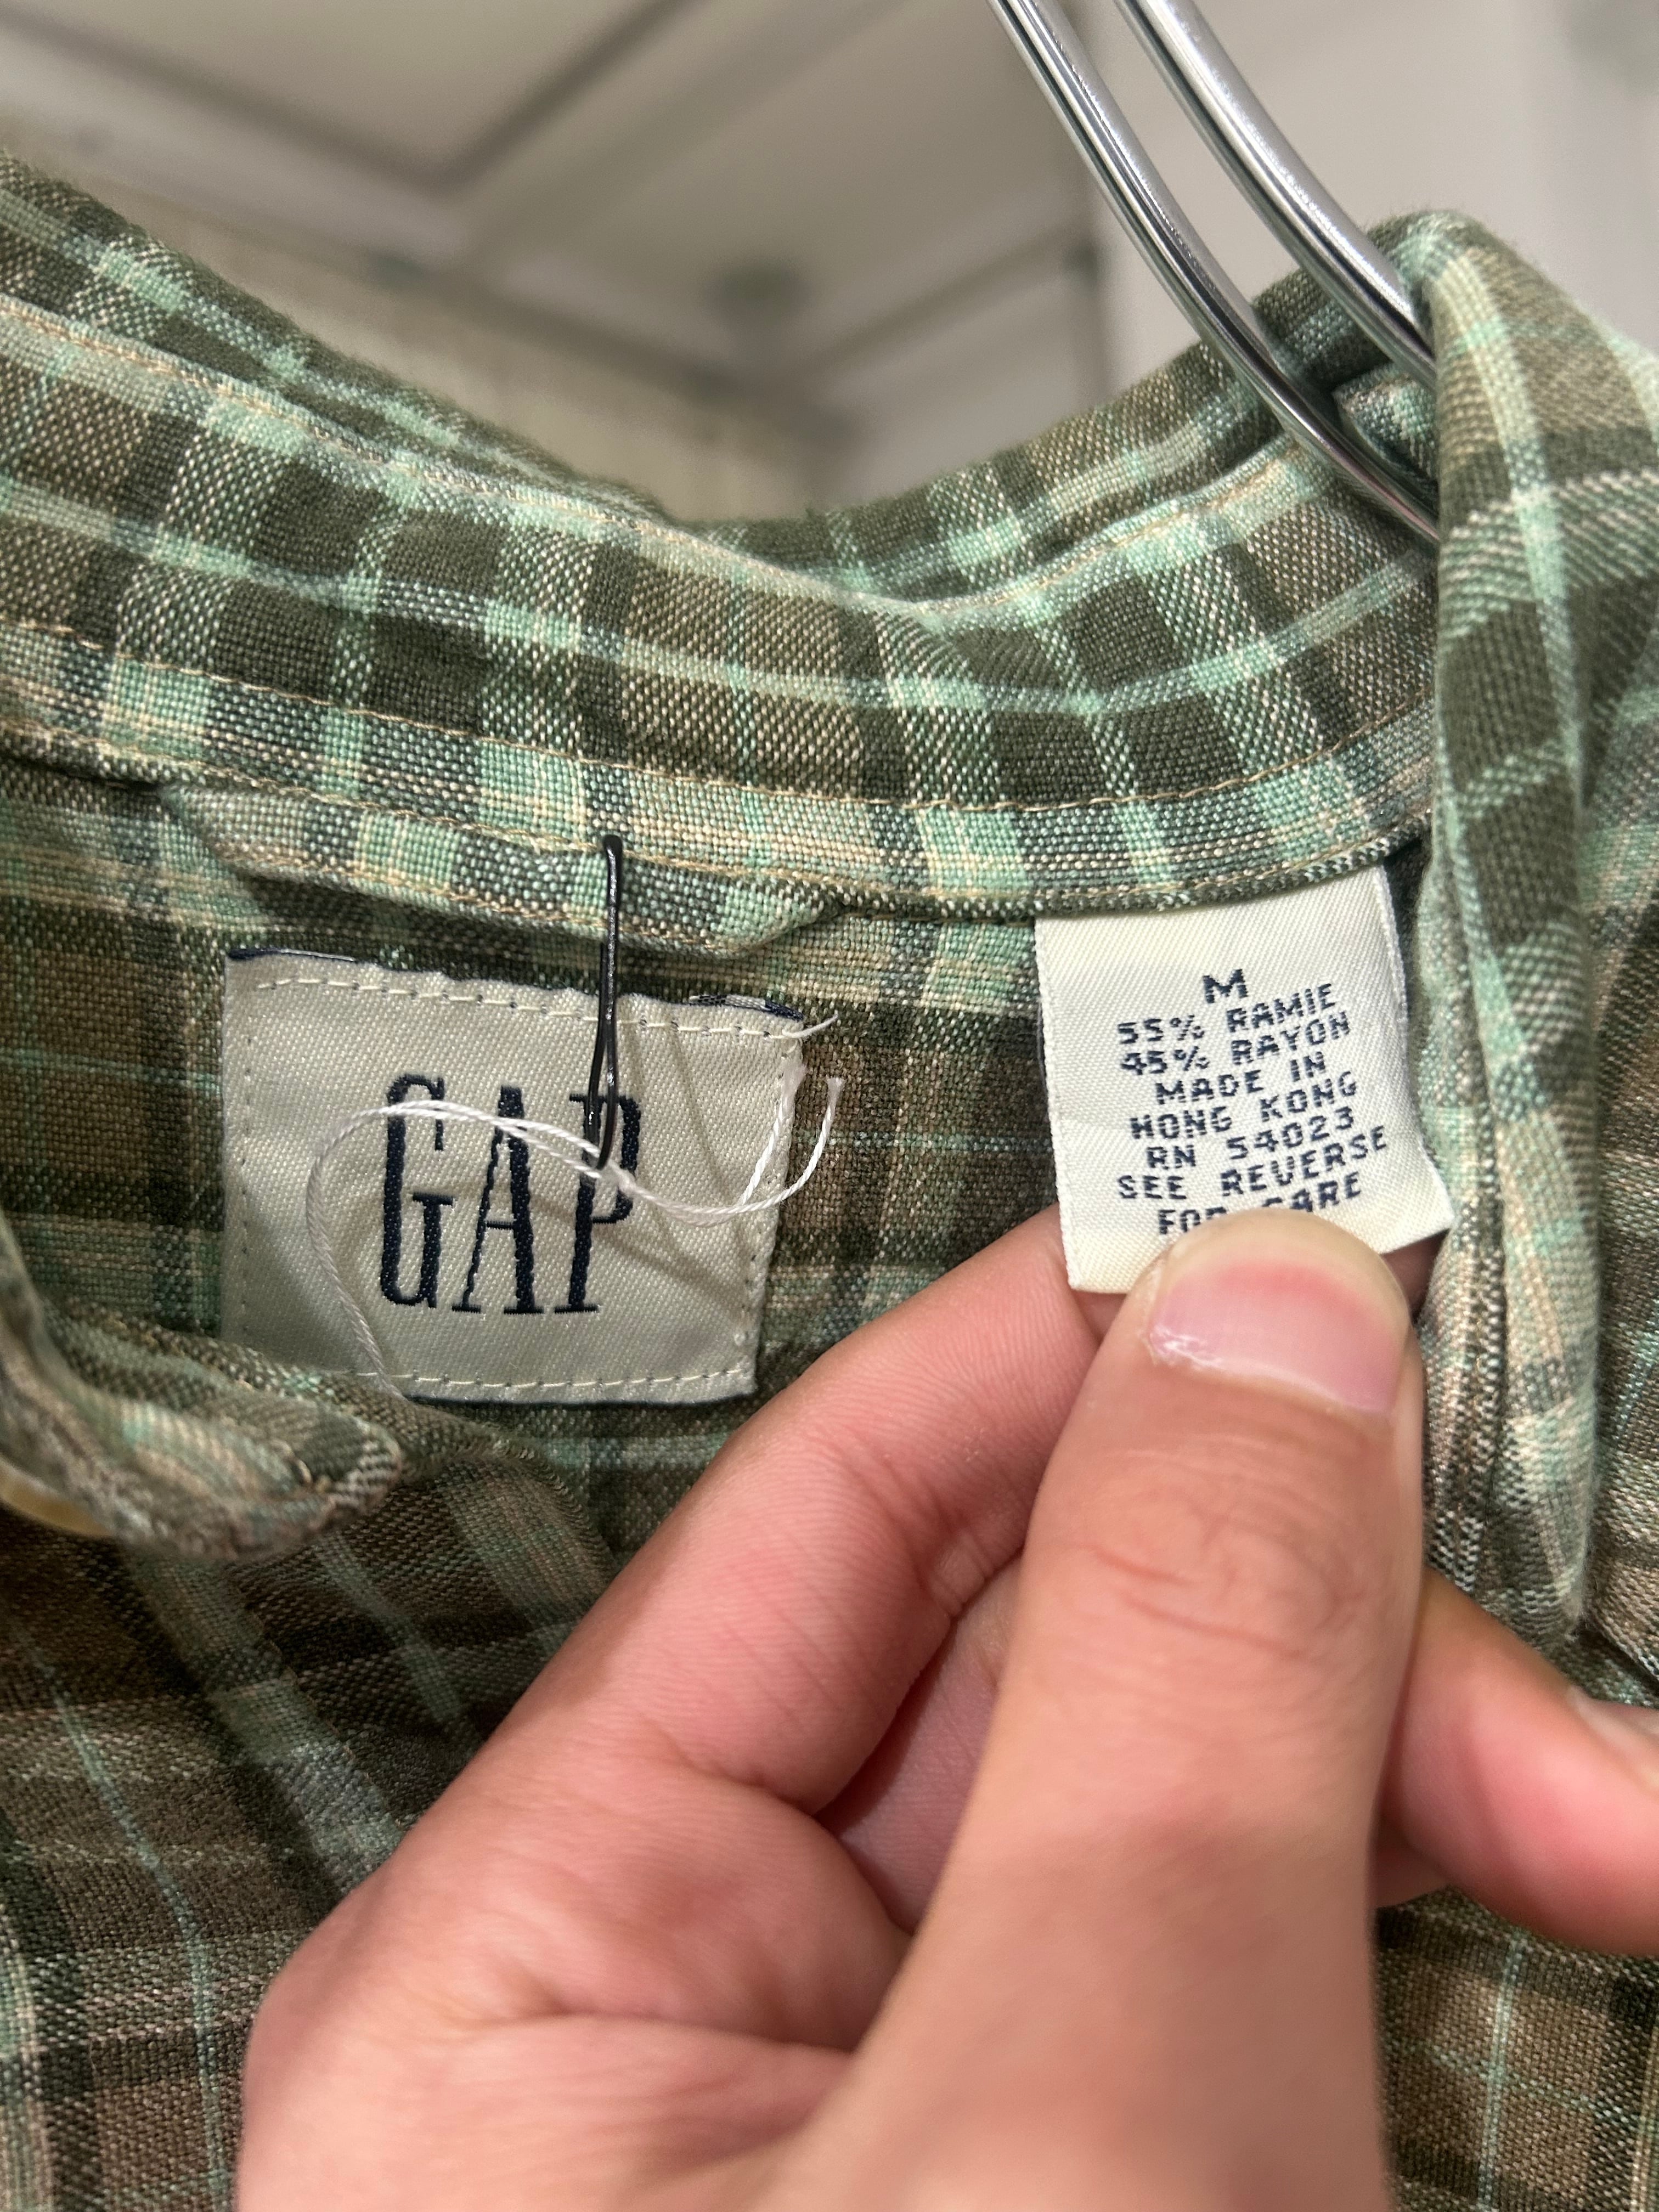 GAP
M
55% RAMIE
45% RAYON
MADE IN
HONG KONG
RN 54023
SEE REVERSE
FOR CARE